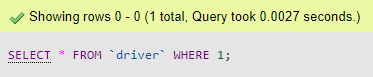 Showing rows 0 - 0 (1 total, Query took 0.0027 seconds.)
SELECT * FROM `driver` WHERE 1;